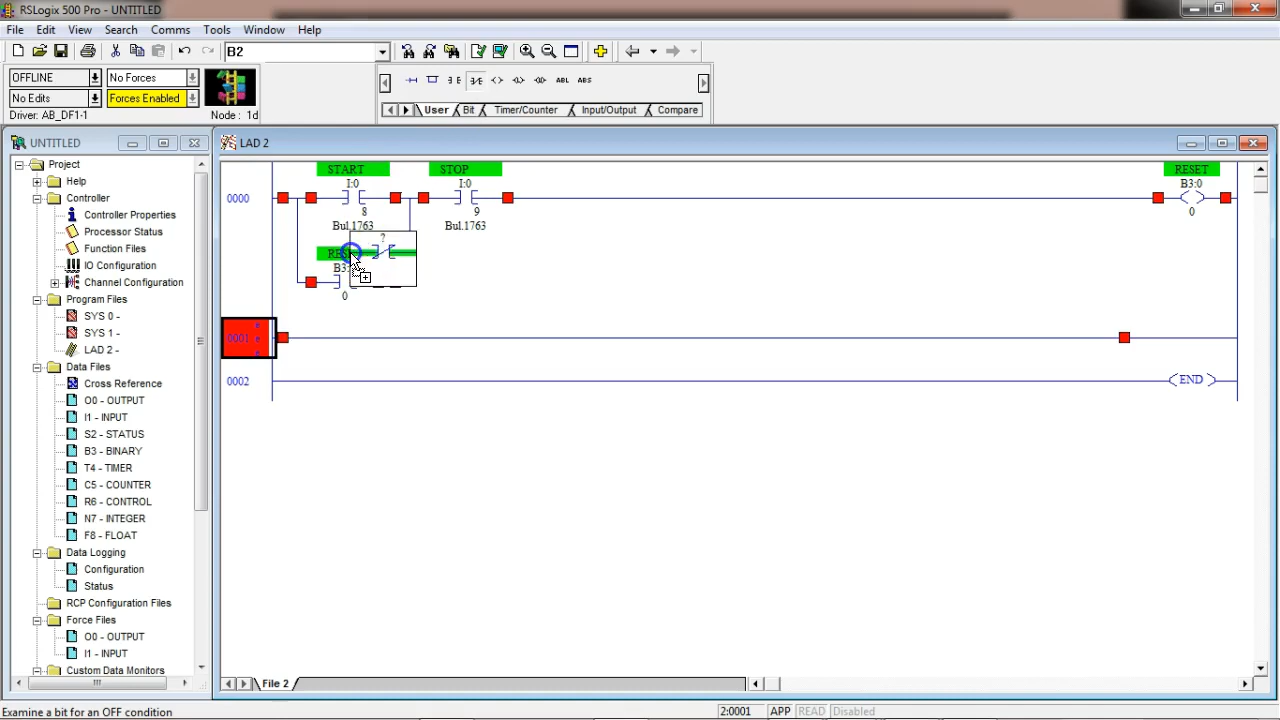 RSLogix 500 Pro - UNTITLED
File Edit View Search Comms Tools Window Help
B2
OFFLINE No Forces
No Edits Forces Enabled
Driver: AB_DF1-1 Node : 1d
User Bit Timer/Counter Input/Output Compare
ABL ABS
UNTITLED
Project
Help
Controller
Controller Properties
Processor Status
Function Files
IO Configuration
Channel Configuration
Program Files
SYS 0 -
SYS 1 -
LAD 2 -
Data Files
Cross Reference
O0 - OUTPUT
I1 - INPUT
S2 - STATUS
B3 - BINARY
T4 - TIMER
C5 - COUNTER
R6 - CONTROL
N7 - INTEGER
F8 - FLOAT
Data Logging
Configuration
Status
RCP Configuration Files
Force Files
O0 - OUTPUT
I1 - INPUT
Custom Data Monitors
LAD 2
START STOP RESET
I:0 I:0 B3:0
0000
8 9 0
Bul.1763 Bul.1763
?
B3:
0
e
0001 e
e
0002 END
File 2
Examine a bit for an OFF condition 2:0001 APP READ Disabled